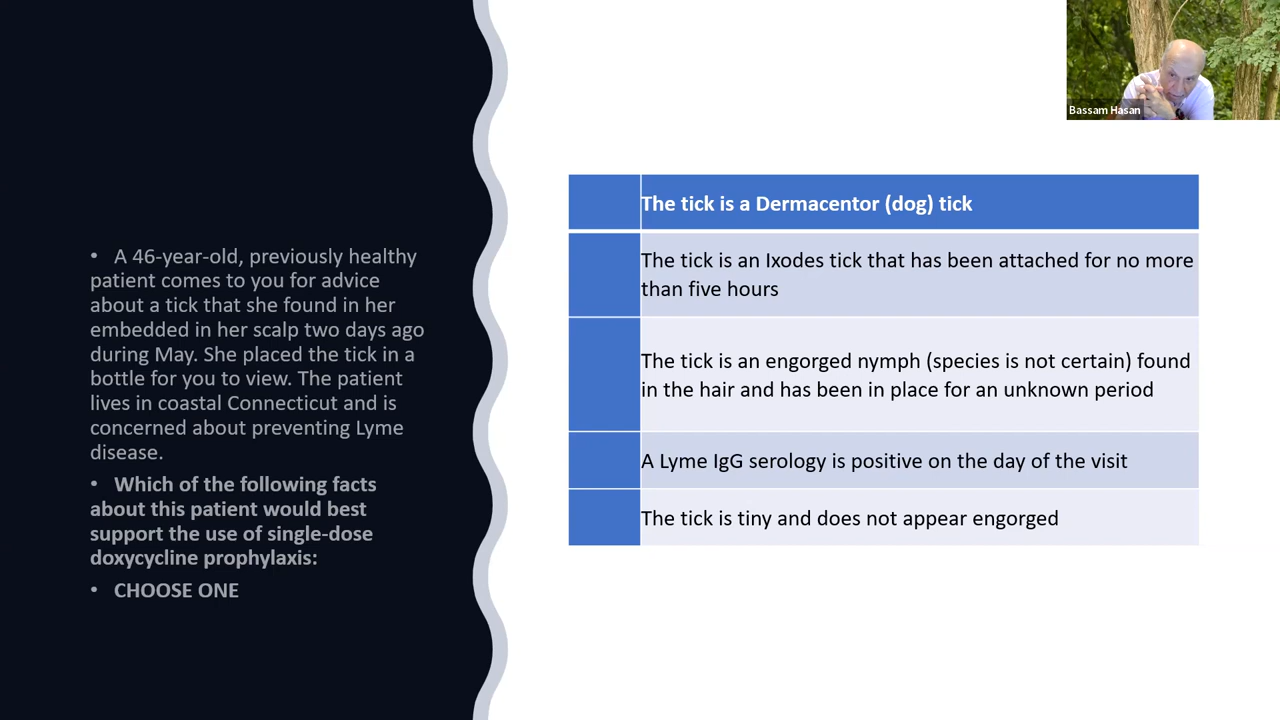 • A 46-year-old, previously healthy
patient comes to you for advice
about a tick that she found in her
embedded in her scalp two days ago
during May. She placed the tick in a
bottle for you to view. The patient
lives in coastal Connecticut and is
concerned about preventing Lyme
disease.
• Which of the following facts
about this patient would best
support the use of single-dose
doxycycline prophylaxis:
• CHOOSE ONE
Bassam Hasan
The tick is a Dermacentor (dog) tick
The tick is an Ixodes tick that has been attached for no more
than five hours
The tick is an engorged nymph (species is not certain) found
in the hair and has been in place for an unknown period
A Lyme IgG serology is positive on the day of the visit
The tick is tiny and does not appear engorged